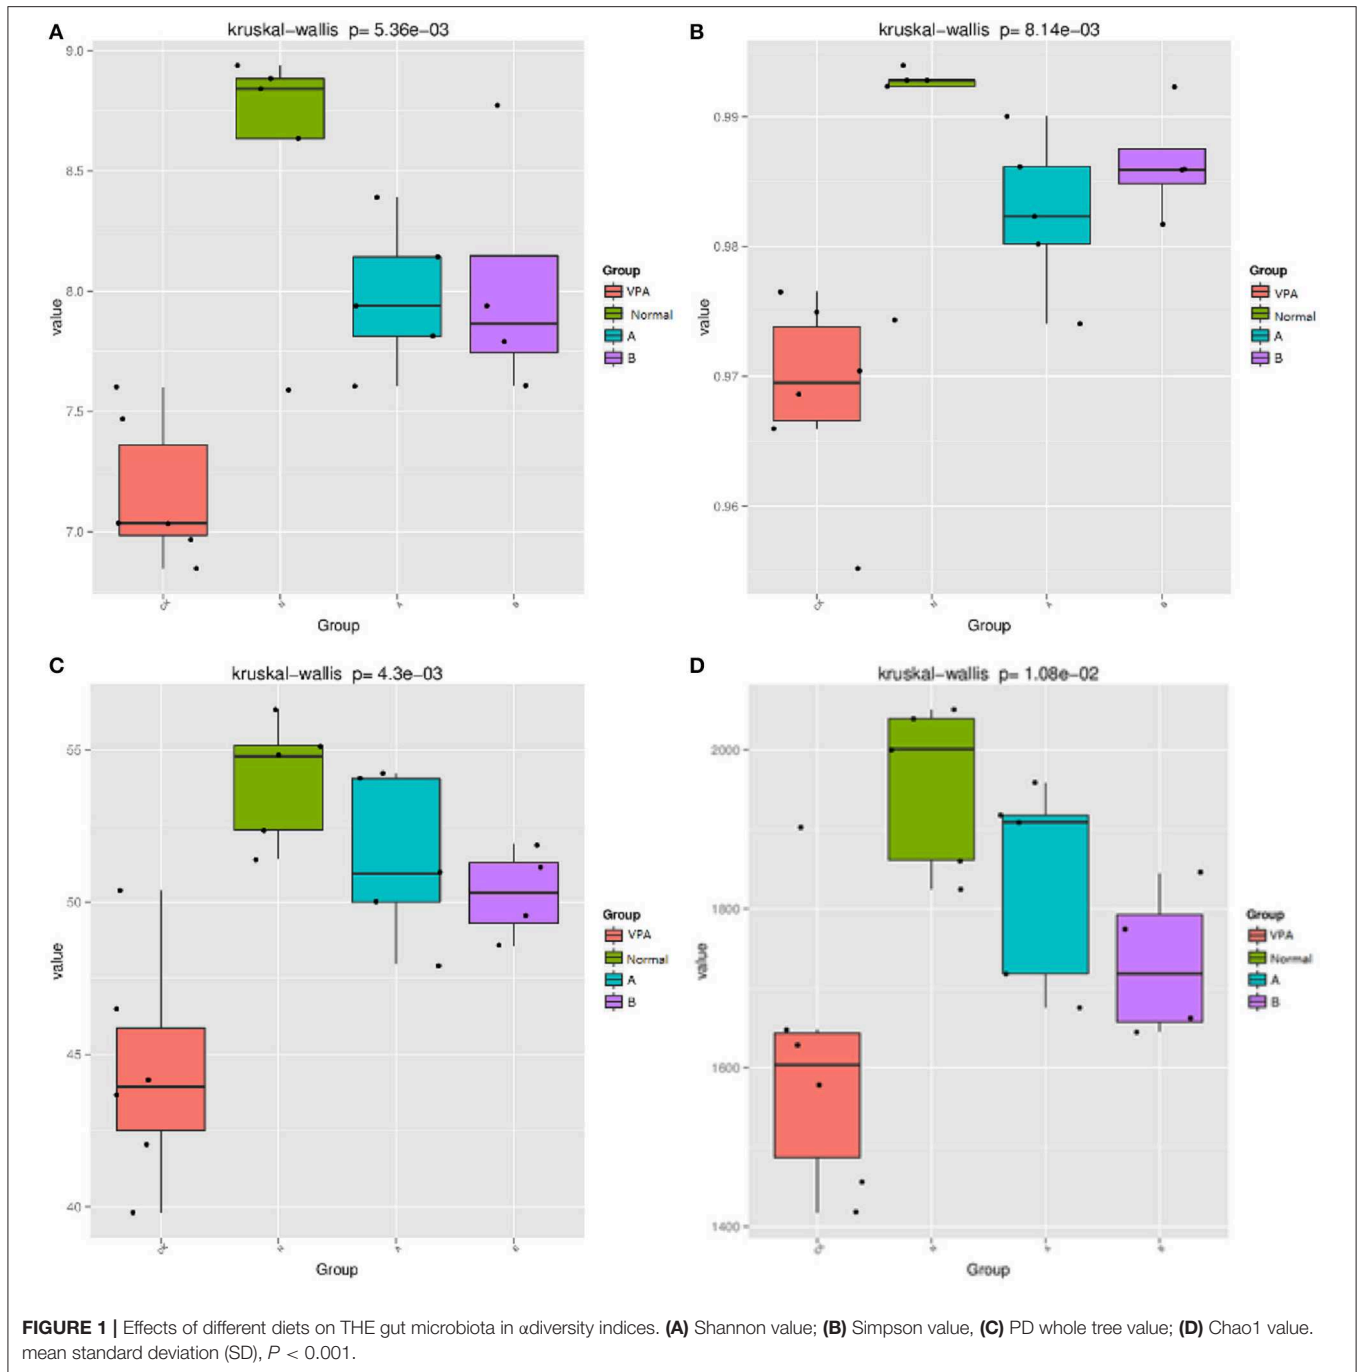 A
kruskal-wallis p= 5.36e-03
9.0
8.5
8.0
7.5
7.0
value
CK
N
A
B
Group
Group
VPA
Normal
A
B
B
kruskal-wallis p= 8.14e-03
0.99
0.98
0.97
0.96
value
CK
N
A
B
Group
Group
VPA
Normal
A
B
C
kruskal-wallis p= 4.3e-03
55
50
45
40
value
CK
N
A
B
Group
Group
VPA
Normal
A
B
D
kruskal-wallis p= 1.08e-02
2000
1800
1600
1400
value
CK
N
A
B
Group
Group
VPA
Normal
A
B
FIGURE 1 | Effects of different diets on THE gut microbiota in αdiversity indices. (A) Shannon value; (B) Simpson value, (C) PD whole tree value; (D) Chao1 value.
mean standard deviation (SD), P < 0.001.